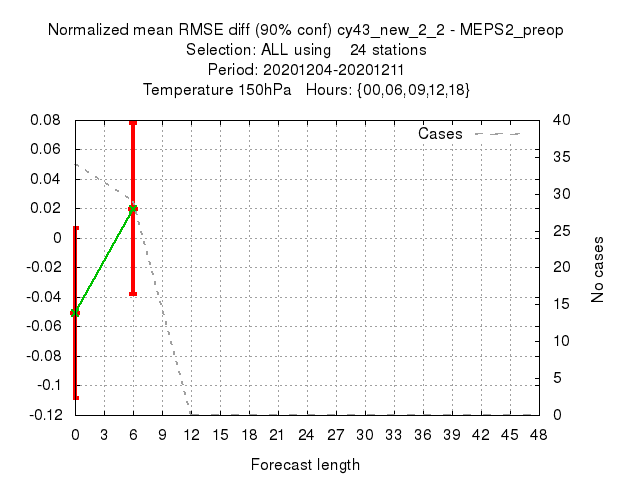 Normalized mean RMSE diff (90% conf) cy43_new_2_2 - MEPS2_preop
Selection: ALL using    24 stations
Period: 20201204-20201211
Temperature 150hPa   Hours: {00,06,09,12,18}
Cases
0.08
0.06
0.04
0.02
0
-0.02
-0.04
-0.06
-0.08
-0.1
-0.12
40
35
30
25
20
15
10
5
0
No cases
0 3 6 9 12 15 18 21 24 27 30 33 36 39 42 45 48
Forecast length